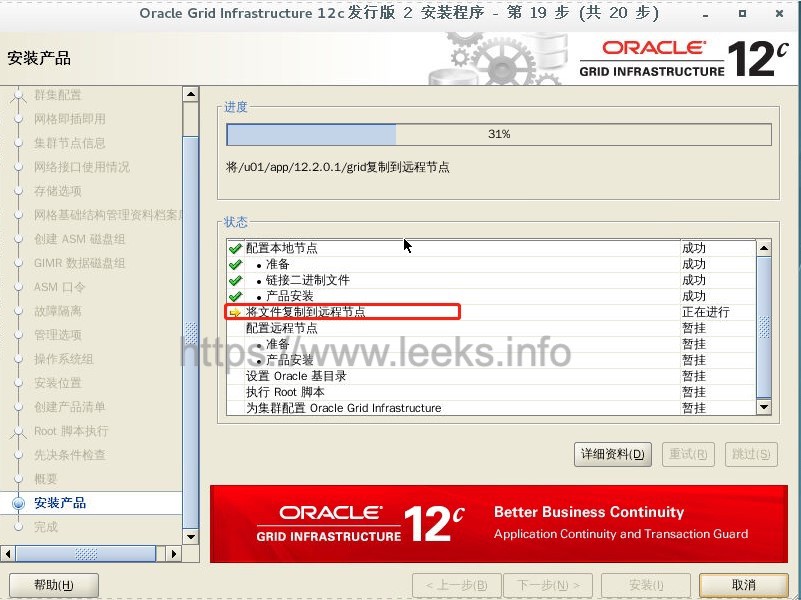 Oracle Grid Infrastructure 12c 发行版 2 安装程序 - 第 19 步 (共 20 步)
安装产品
ORACLE
GRID INFRASTRUCTURE 12c
群集配置
网格即插即用
集群节点信息
网络接口使用情况
存储选项
网格基础结构管理资料档案
创建 ASM 磁盘组
GIMR 数据磁盘组
ASM 口令
故障隔离
管理选项
操作系统组
安装位置
创建产品清单
Root 脚本执行
先决条件检查
概要
安装产品
完成
进度
31%
将/u01/app/12.2.0.1/grid复制到远程节点
状态
配置本地节点 成功
• 准备 成功
• 链接二进制文件 成功
• 产品安装 成功
将文件复制到远程节点 正在进行
配置远程节点 暂挂
• 准备 暂挂
• 产品安装 暂挂
设置 Oracle 基目录 暂挂
执行 Root 脚本 暂挂
为集群配置 Oracle Grid Infrastructure 暂挂
https://www.leeks.info
详细资料(D) 重试(R) 跳过(S)
ORACLE
GRID INFRASTRUCTURE 12c
Better Business Continuity
Application Continuity and Transaction Guard
帮助(H) < 上一步(B) 下一步(N) > 安装(I) 取消